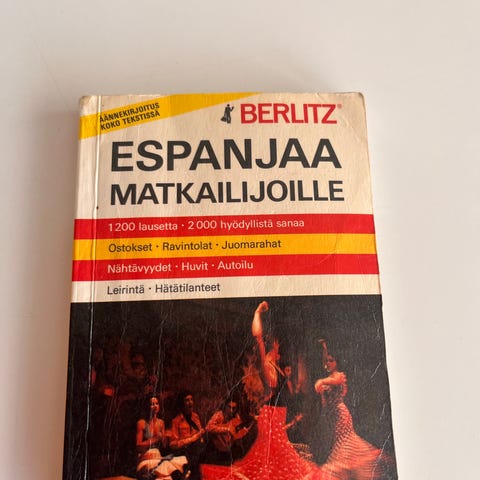 ÄÄNNEKIRJOITUS
KOKO TEKSTISSÄ
BERLITZ®
ESPANJAA
MATKAILIJOILLE
1200 lausetta · 2000 hyödyllistä sanaa
Ostokset · Ravintolat · Juomarahat
Nähtävyydet · Huvit · Autoilu
Leirintä · Hätätilanteet